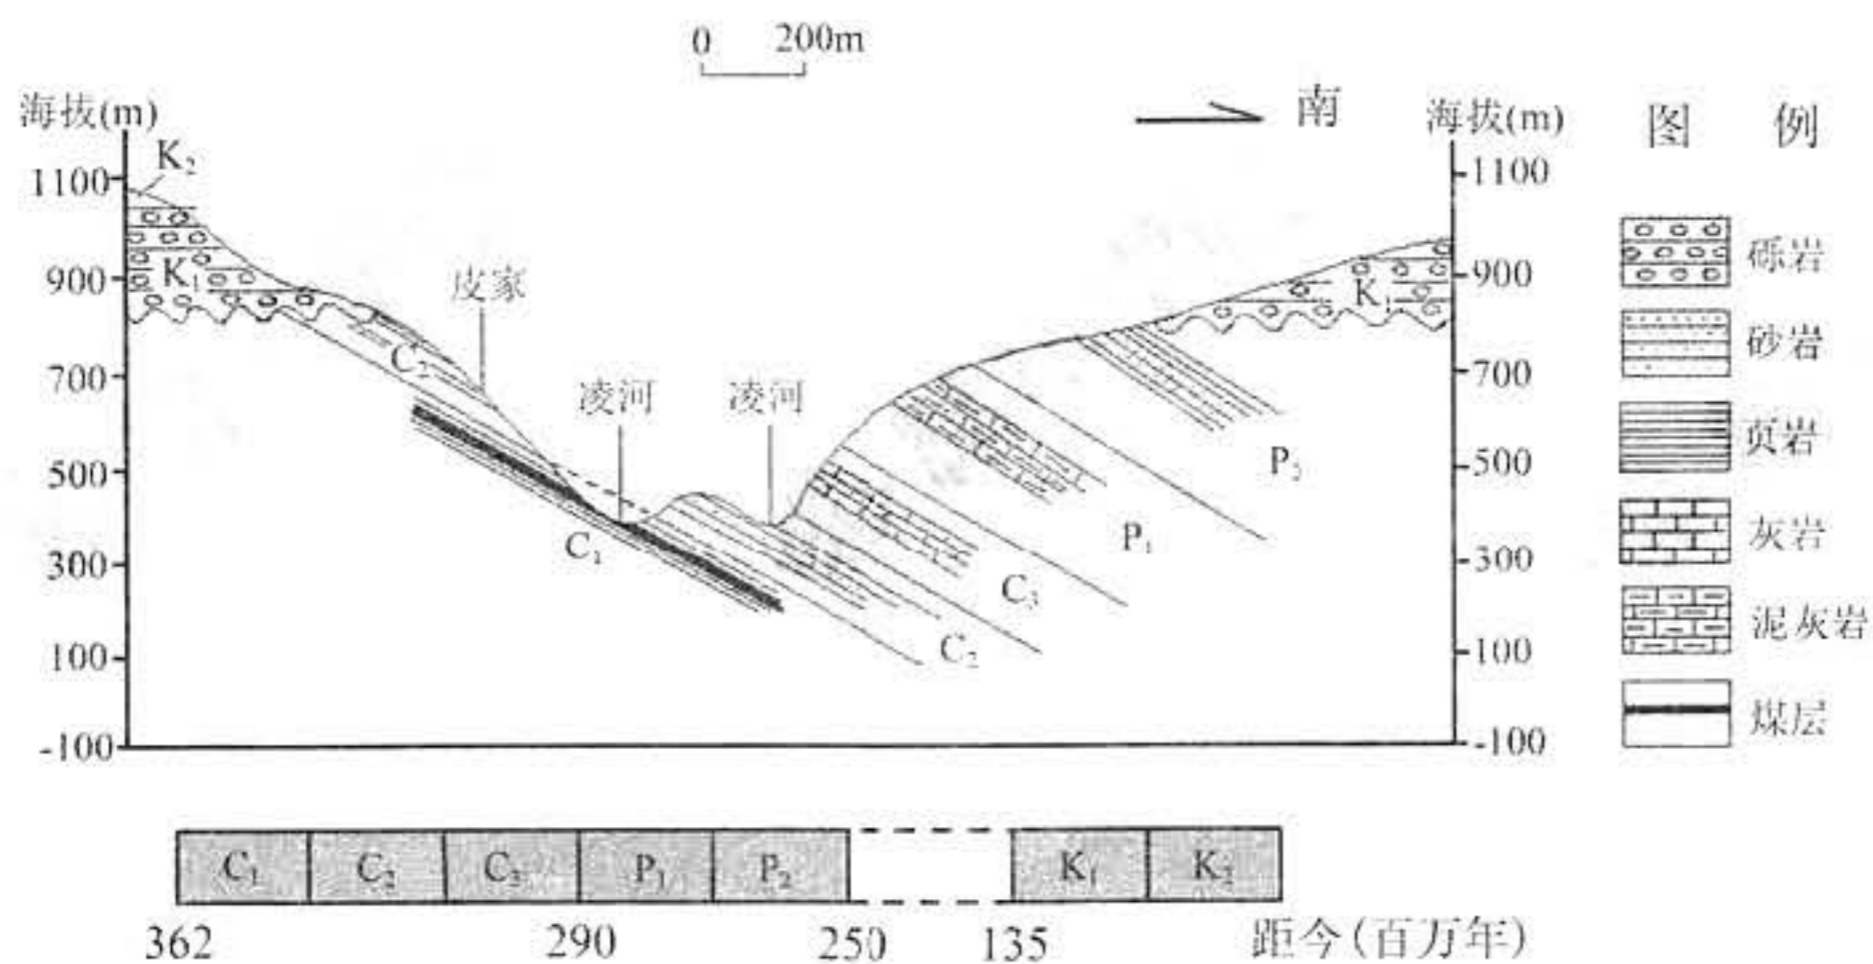 0 200m
海拔(m)
南
海拔(m)
图 例
K₂
1100
1100
砾岩
K₁
900
皮家
900
K₁
砂岩
C₂
700
凌河
凌河
700
页岩
500
P₂
500
灰岩
C₁
P₁
300
C₃
300
泥灰岩
C₂
100
100
煤层
-100
-100
C₁ C₂ C₃ P₁ P₂ K₁ K₂
362 290 250 135 距今(百万年)